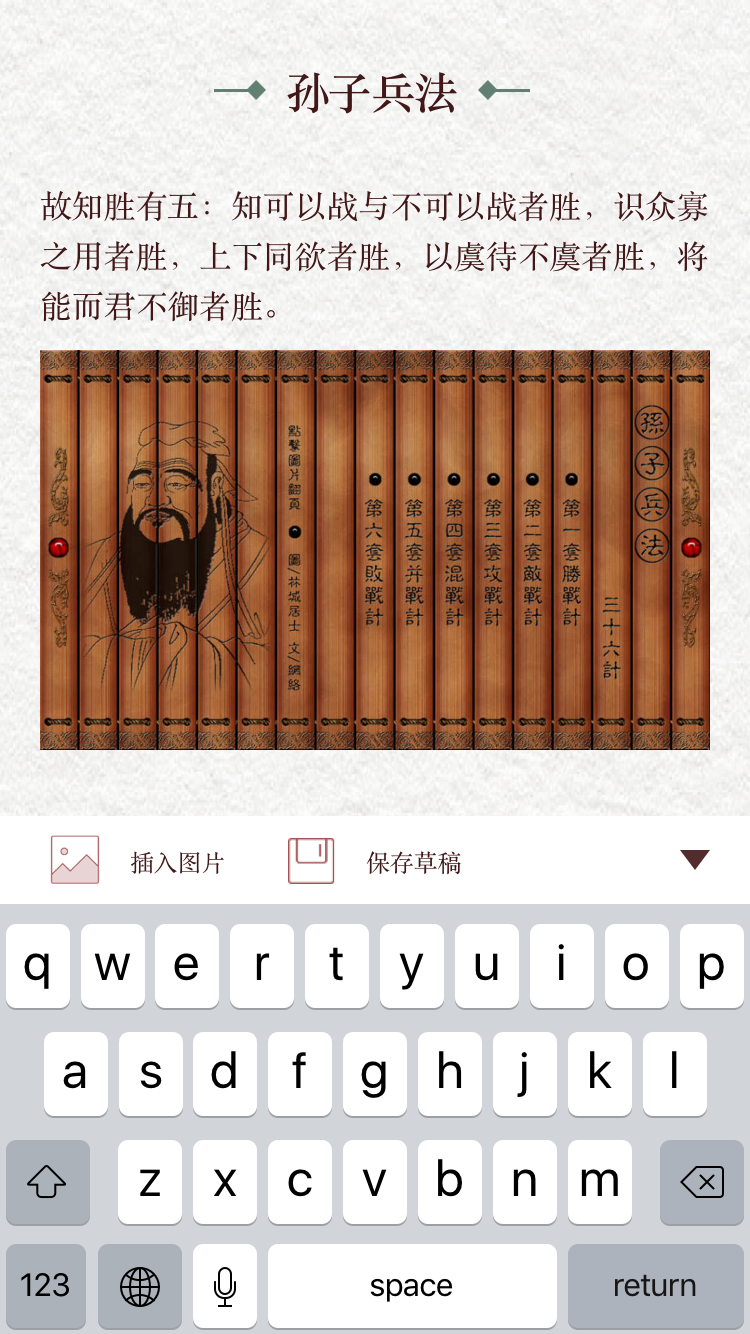 孙子兵法
故知胜有五：知可以战与不可以战者胜，识众寡
之用者胜，上下同欲者胜，以虞待不虞者胜，将
能而君不御者胜。
孫子兵法
三十六計
第一套勝戰計
第二套敵戰計
第三套攻戰計
第四套混戰計
第五套并戰計
第六套敗戰計
點擊圖片翻頁 圖/林城居士 文/網絡
插入图片 保存草稿
q w e r t y u i o p
a s d f g h j k l
z x c v b n m
123 space return